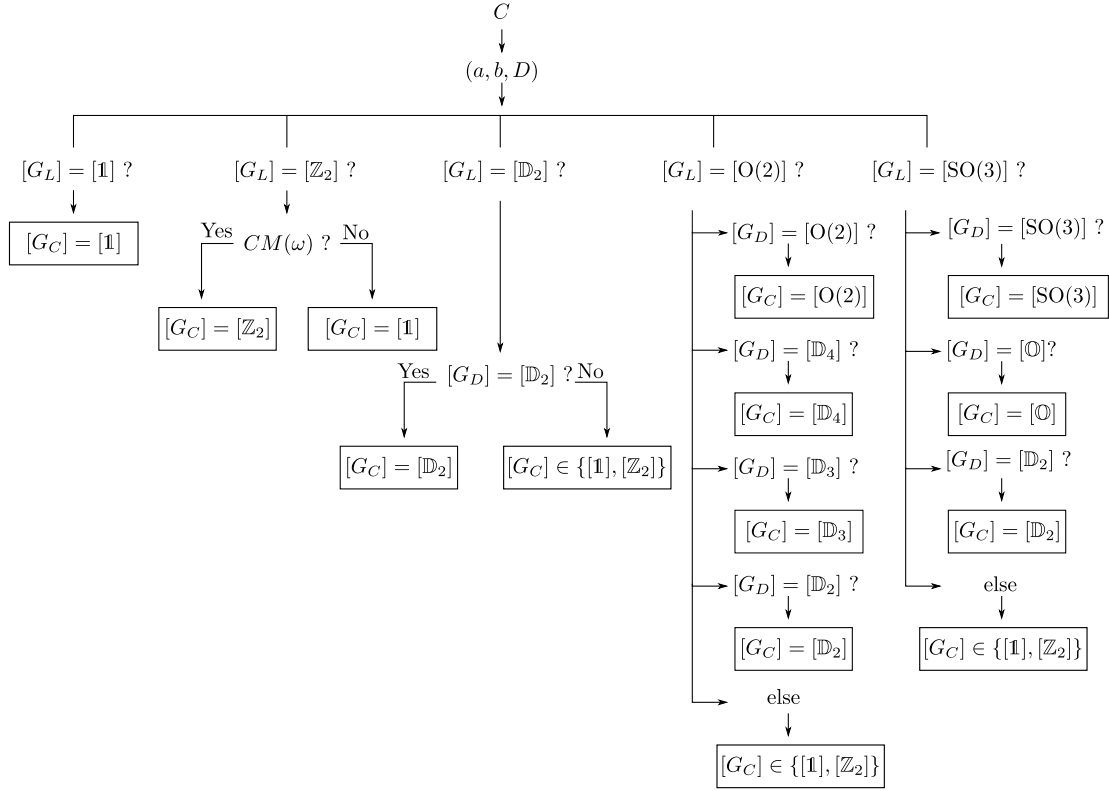 C
(a, b, D)
[G_L] = [𝟙] ?
[G_C] = [𝟙]
[G_L] = [ℤ₂] ?
Yes CM(ω) ? No
[G_C] = [ℤ₂]
[G_C] = [𝟙]
[G_L] = [𝔻₂] ?
Yes [G_D] = [𝔻₂] ? No
[G_C] = [𝔻₂]
[G_C] ∈ {[𝟙], [ℤ₂]}
[G_L] = [O(2)] ?
[G_D] = [O(2)] ?
[G_C] = [O(2)]
[G_D] = [𝔻₄] ?
[G_C] = [𝔻₄]
[G_D] = [𝔻₃] ?
[G_C] = [𝔻₃]
[G_D] = [𝔻₂] ?
[G_C] = [𝔻₂]
else
[G_C] ∈ {[𝟙], [ℤ₂]}
[G_L] = [SO(3)] ?
[G_D] = [SO(3)] ?
[G_C] = [SO(3)]
[G_D] = [𝕆]?
[G_C] = [𝕆]
[G_D] = [𝔻₂] ?
[G_C] = [𝔻₂]
else
[G_C] ∈ {[𝟙], [ℤ₂]}